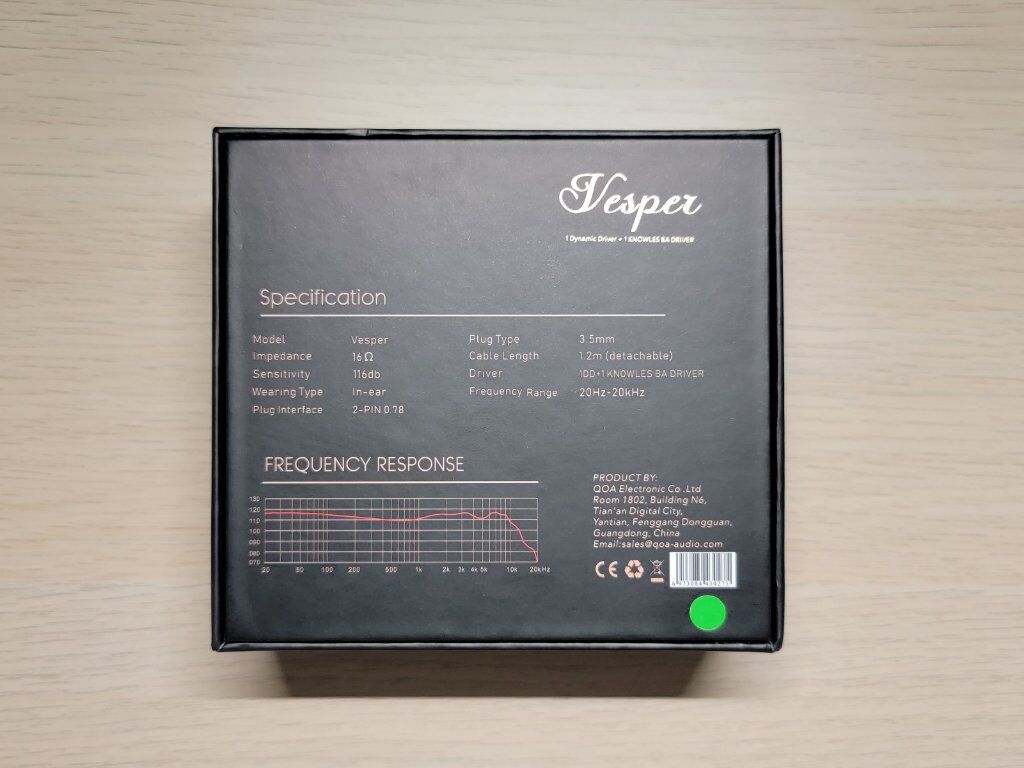 Vesper
1 Dynamic Driver + 1 KNOWLES BA DRIVER
Specification
Model Vesper
Impedance 16Ω
Sensitivity 116db
Wearing Type In-ear
Plug Interface 2-PIN 0.78
Plug Type 3.5mm
Cable Length 1.2m (detachable)
Driver 1DD+1 KNOWLES BA DRIVER
Frequency Range 20Hz-20kHz
FREQUENCY RESPONSE
130
120
110
100
090
080
070
20 50 100 200 500 1k 2k 3k 4k 5k 10k 20kHz
PRODUCT BY:
QOA Electronic Co .Ltd
Room 1802, Building N6,
Tian'an Digital City,
Yantian, Fenggang Dongguan,
Guangdong, China
Email:sales@qoa-audio.com
CE